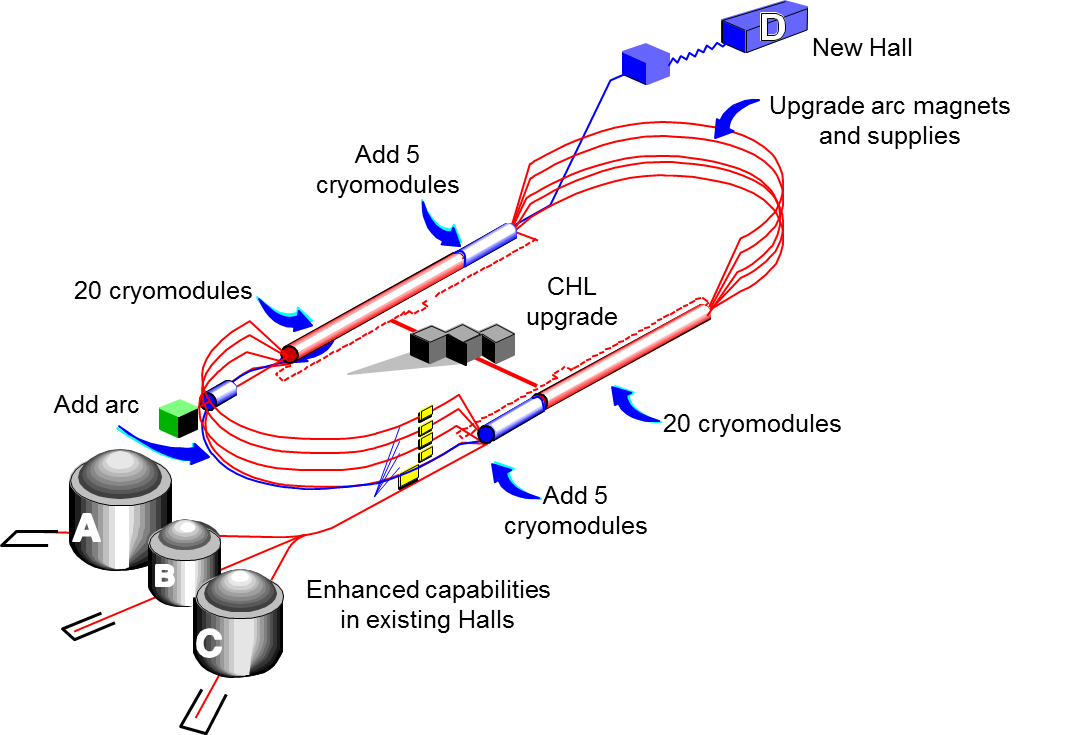 D
New Hall
Upgrade arc magnets
and supplies
Add 5
cryomodules
20 cryomodules
CHL
upgrade
Add arc
20 cryomodules
Add 5
cryomodules
A
B
C
Enhanced capabilities
in existing Halls